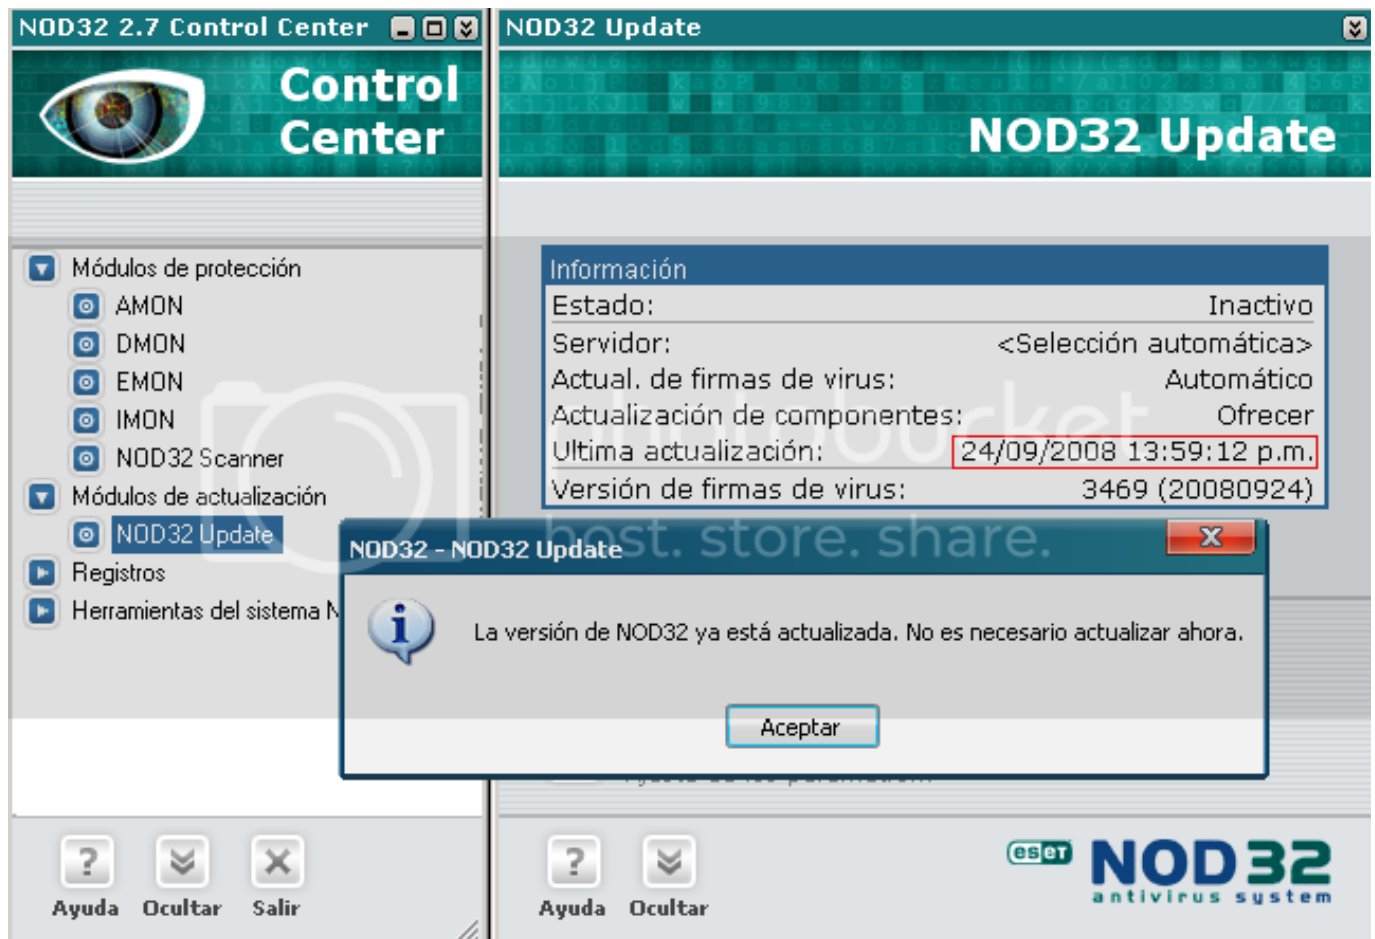 NOD32 2.7 Control Center
Control
Center
Módulos de protección
AMON
DMON
EMON
IMON
NOD32 Scanner
Módulos de actualización
NOD32 Update
Registros
Herramientas del sistema N
Ayuda Ocultar Salir
NOD32 Update
NOD32 Update
Información
Estado: Inactivo
Servidor: <Selección automática>
Actual. de firmas de virus: Automático
Actualización de componentes: Ofrecer
Ultima actualización: 24/09/2008 13:59:12 p.m.
Versión de firmas de virus: 3469 (20080924)
NOD32 - NOD32 Update
La versión de NOD32 ya está actualizada. No es necesario actualizar ahora.
Aceptar
Ayuda Ocultar
eset NOD32
antivirus system
photobucket
host. store. share.